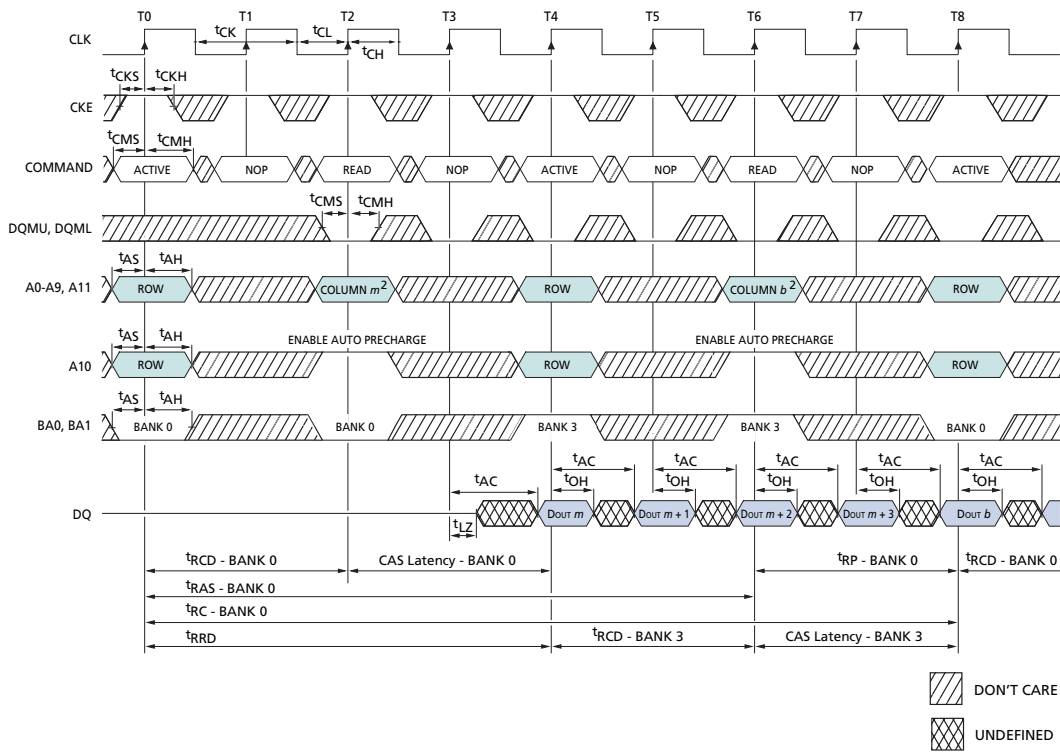 T0 T1 T2 T3 T4 T5 T6 T7 T8
CLK
tCK tCL
tCH
tCKS tCKH
CKE
tCMS tCMH
COMMAND ACTIVE NOP READ NOP ACTIVE NOP READ NOP ACTIVE
tCMS tCMH
DQMU, DQML
tAS tAH
A0-A9, A11 ROW COLUMN m2 ROW COLUMN b2 ROW
ENABLE AUTO PRECHARGE ENABLE AUTO PRECHARGE
tAS tAH
A10 ROW ROW ROW
tAS tAH
BA0, BA1 BANK 0 BANK 0 BANK 3 BANK 3 BANK 0
tAC tAC tAC tAC tAC tAC
tOH tOH tOH tOH tOH
DQ DOUT m DOUT m + 1 DOUT m + 2 DOUT m + 3 DOUT b
tLZ
tRCD - BANK 0 CAS Latency - BANK 0 tRP - BANK 0 tRCD - BANK 0
tRAS - BANK 0
tRC - BANK 0
tRRD tRCD - BANK 3 CAS Latency - BANK 3
DON'T CARE
UNDEFINED